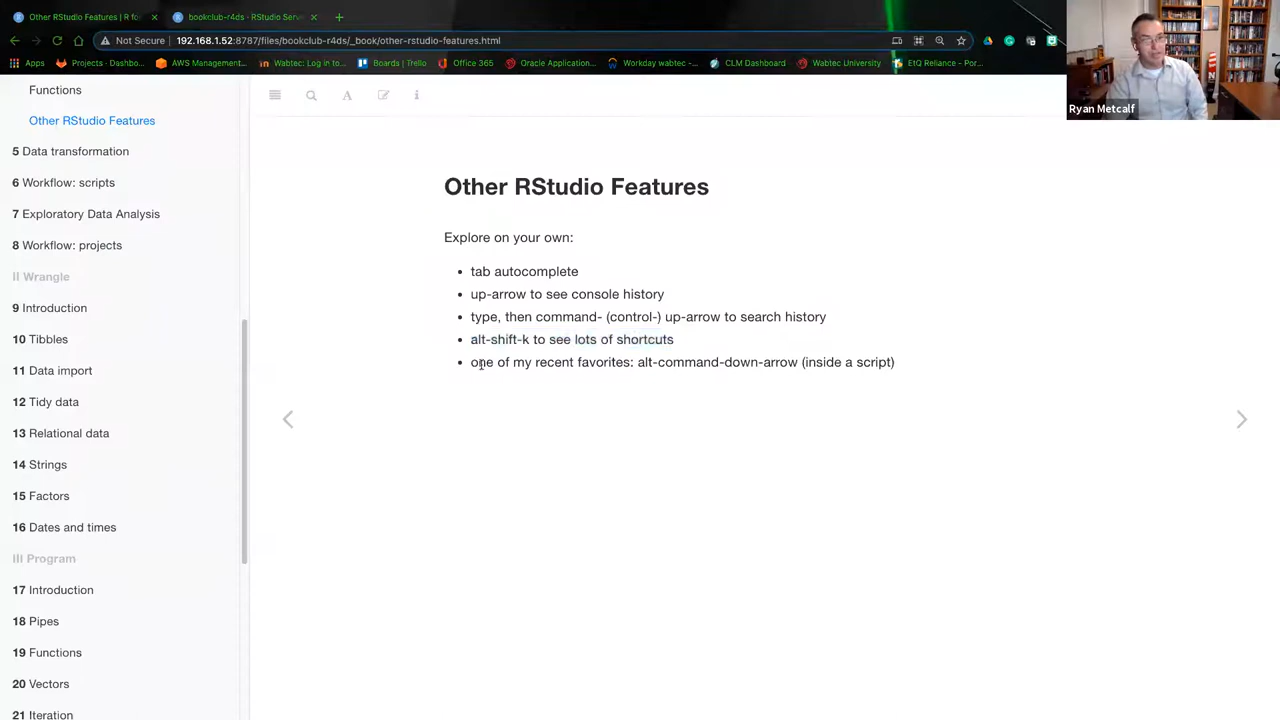 Other RStudio Features | R fo
bookclub-r4ds - RStudio Serve
Not Secure
192.168.1.52:8787/files/bookclub-r4ds/_book/other-rstudio-features.html
Apps
Projects · Dashbo...
AWS Management...
Wabtec: Log in to...
Boards | Trello
Office 365
Oracle Application...
Workday wabtec -...
CLM Dashboard
Wabtec University
EtQ Reliance - Por...
Ryan Metcalf
Functions
Other RStudio Features
5 Data transformation
6 Workflow: scripts
7 Exploratory Data Analysis
8 Workflow: projects
II Wrangle
9 Introduction
10 Tibbles
11 Data import
12 Tidy data
13 Relational data
14 Strings
15 Factors
16 Dates and times
III Program
17 Introduction
18 Pipes
19 Functions
20 Vectors
21 Iteration
Other RStudio Features
Explore on your own:
• tab autocomplete
• up-arrow to see console history
• type, then command- (control-) up-arrow to search history
• alt-shift-k to see lots of shortcuts
• one of my recent favorites: alt-command-down-arrow (inside a script)